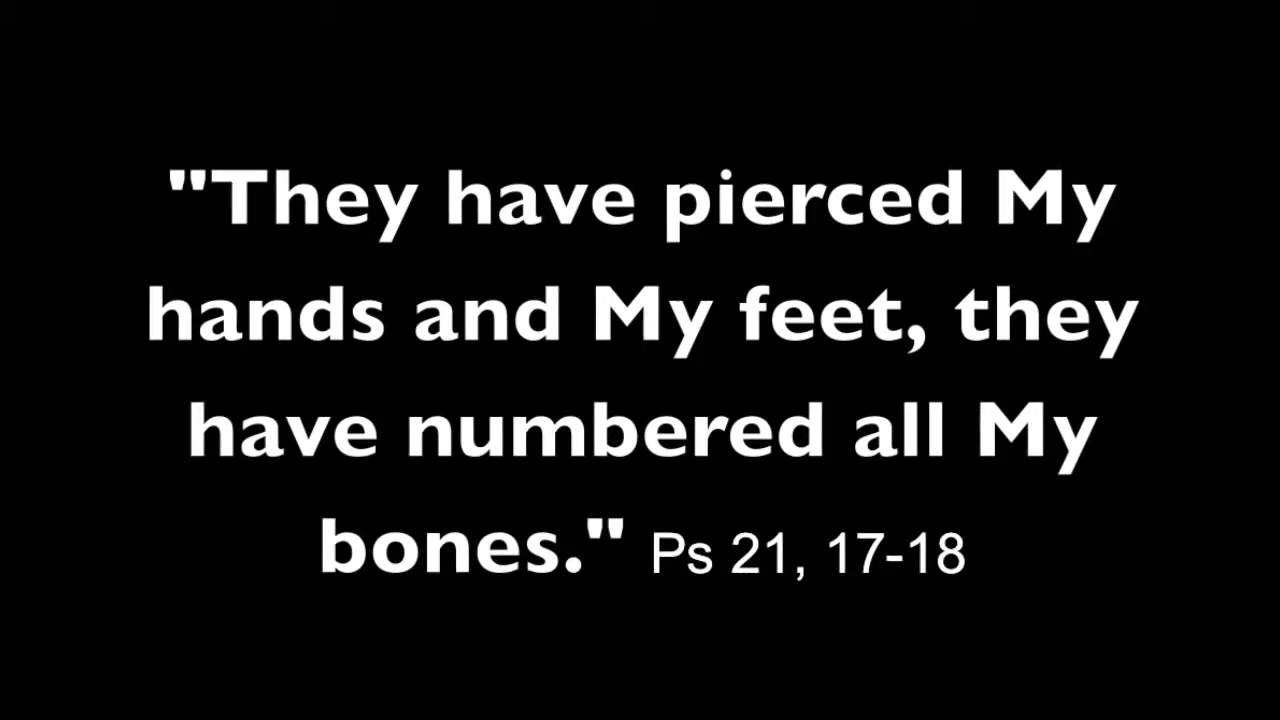 "They have pierced My
hands and My feet, they
have numbered all My
bones." Ps 21, 17-18